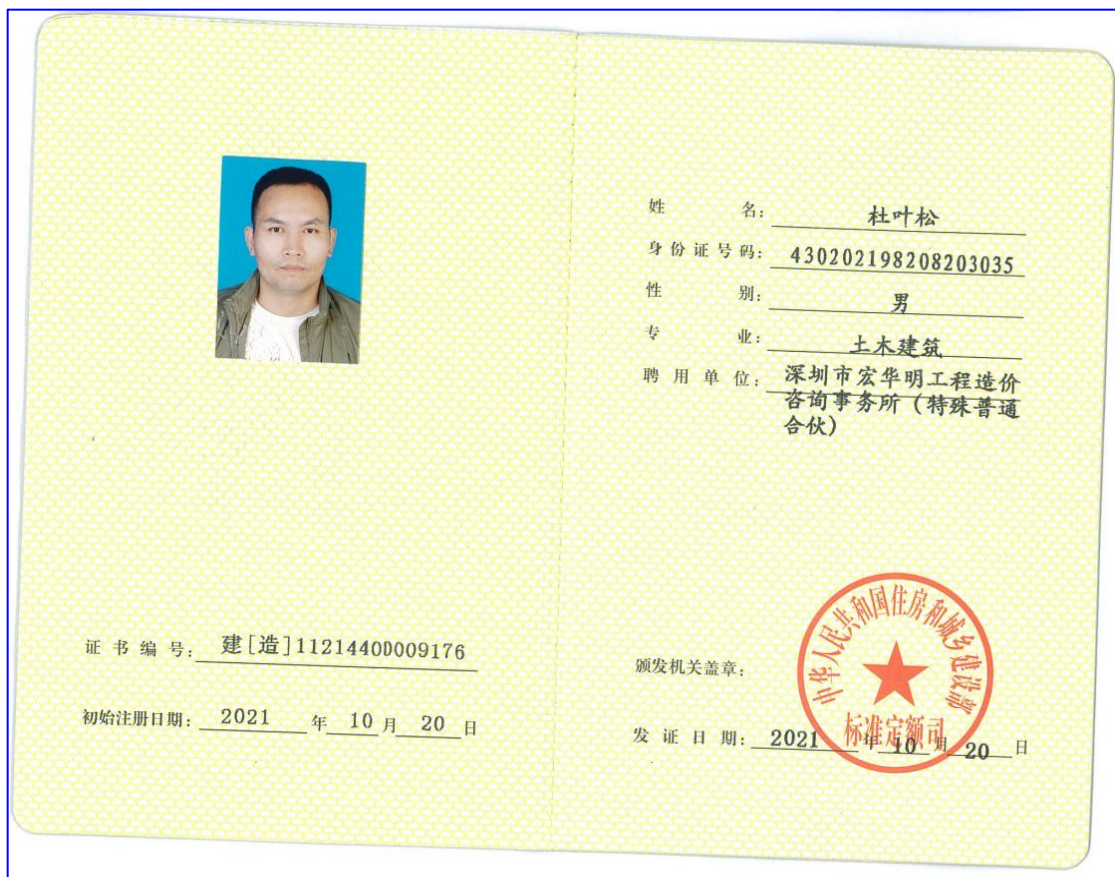 姓名：杜叶松
身份证号码：430202198208203035
性别：男
专业：土木建筑
聘用单位：深圳市宏华明工程造价
咨询事务所（特殊普通
合伙）
证书编号：建[造]11214400009176
初始注册日期：2021年10月20日
颁发机关盖章：
中华人民共和国住房和城乡建设部
标准定额司
发证日期：2021年10月20日